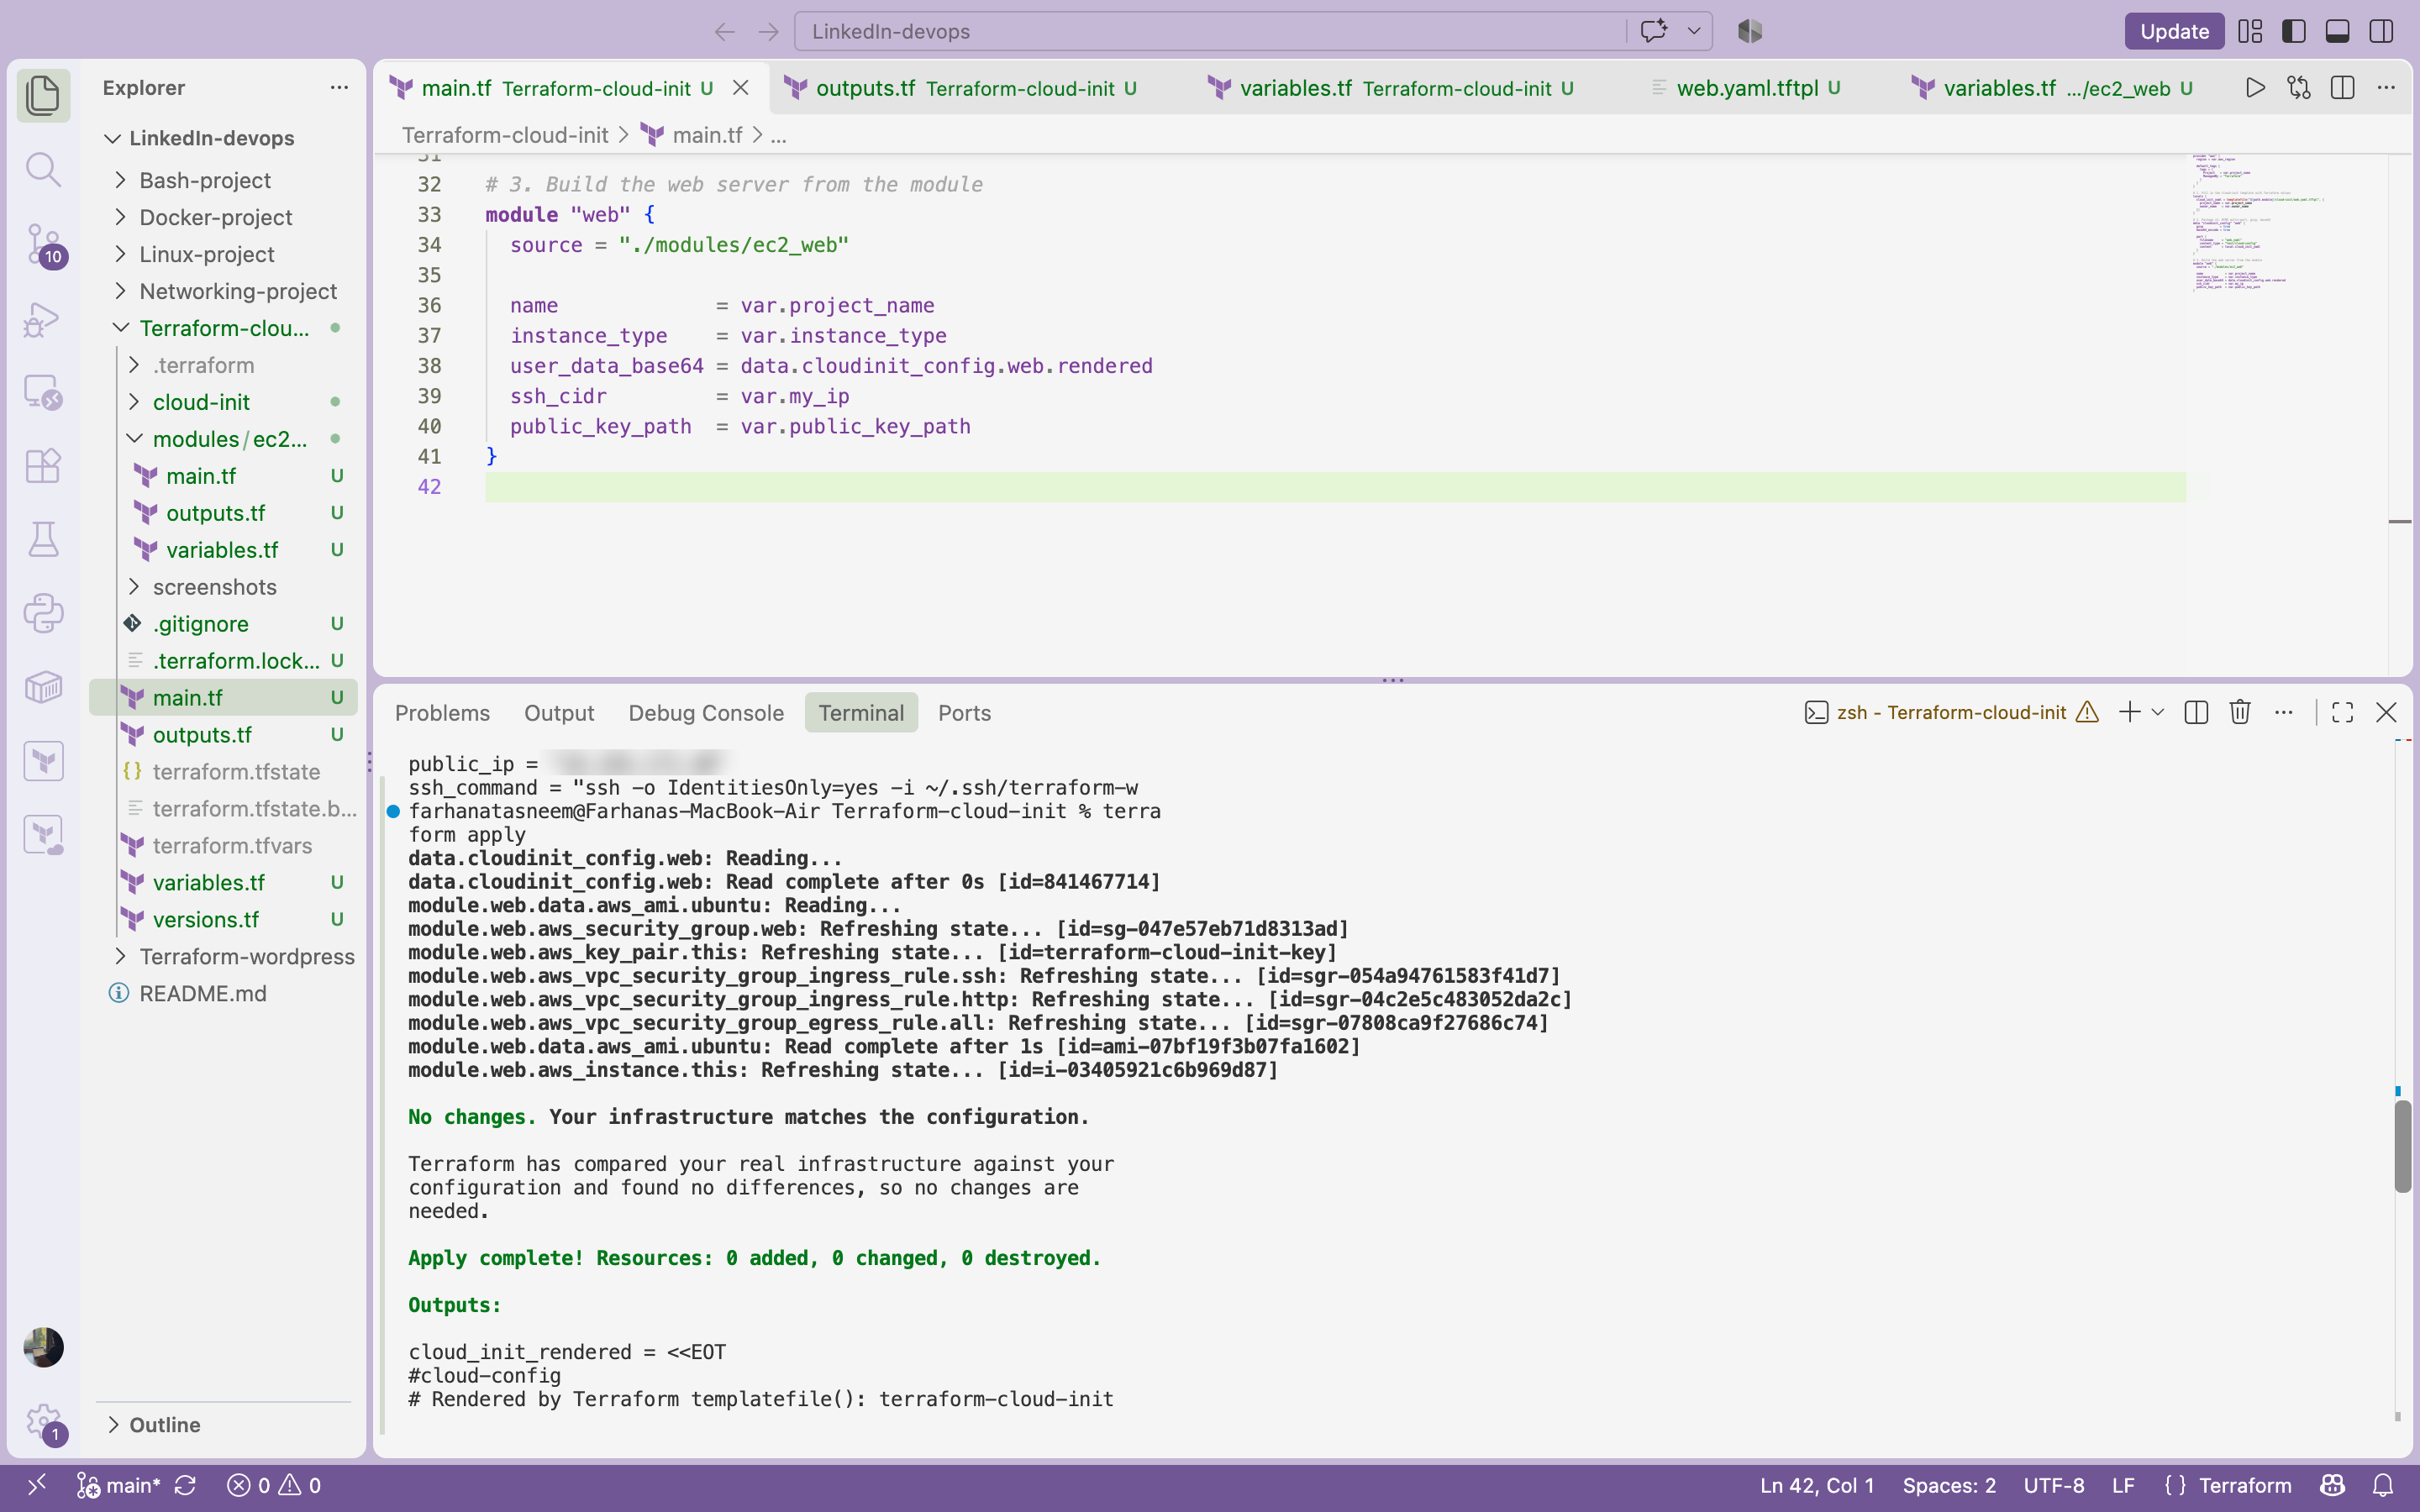 LinkedIn-devops
Update
Explorer
LinkedIn-devops
Bash-project
Docker-project
Linux-project
Networking-project
Terraform-clou...
.terraform
cloud-init
modules/ec2...
main.tf U
outputs.tf U
variables.tf U
screenshots
.gitignore U
.terraform.lock... U
main.tf U
outputs.tf U
terraform.tfstate
terraform.tfstate.b...
terraform.tfvars
variables.tf U
versions.tf U
Terraform-wordpress
README.md
Outline
10
1
main.tf Terraform-cloud-init U
outputs.tf Terraform-cloud-init U
variables.tf Terraform-cloud-init U
web.yaml.tftpl U
variables.tf .../ec2_web U
Terraform-cloud-init > main.tf > ...
31
32 # 3. Build the web server from the module
33 module "web" {
34 source = "./modules/ec2_web"
35
36 name = var.project_name
37 instance_type = var.instance_type
38 user_data_base64 = data.cloudinit_config.web.rendered
39 ssh_cidr = var.my_ip
40 public_key_path = var.public_key_path
41 }
42
Problems Output Debug Console Terminal Ports
zsh - Terraform-cloud-init
public_ip =
ssh_command = "ssh -o IdentitiesOnly=yes -i ~/.ssh/terraform-w
farhanatasneem@Farhanas-MacBook-Air Terraform-cloud-init % terra
form apply
data.cloudinit_config.web: Reading...
data.cloudinit_config.web: Read complete after 0s [id=841467714]
module.web.data.aws_ami.ubuntu: Reading...
module.web.aws_security_group.web: Refreshing state... [id=sg-047e57eb71d8313ad]
module.web.aws_key_pair.this: Refreshing state... [id=terraform-cloud-init-key]
module.web.aws_vpc_security_group_ingress_rule.ssh: Refreshing state... [id=sgr-054a94761583f41d7]
module.web.aws_vpc_security_group_ingress_rule.http: Refreshing state... [id=sgr-04c2e5c483052da2c]
module.web.aws_vpc_security_group_egress_rule.all: Refreshing state... [id=sgr-07808ca9f27686c74]
module.web.data.aws_ami.ubuntu: Read complete after 1s [id=ami-07bf19f3b07fa1602]
module.web.aws_instance.this: Refreshing state... [id=i-03405921c6b969d87]
No changes. Your infrastructure matches the configuration.
Terraform has compared your real infrastructure against your
configuration and found no differences, so no changes are
needed.
Apply complete! Resources: 0 added, 0 changed, 0 destroyed.
Outputs:
cloud_init_rendered = <<EOT
#cloud-config
# Rendered by Terraform templatefile(): terraform-cloud-init
main* 0 0
Ln 42, Col 1 Spaces: 2 UTF-8 LF {} Terraform